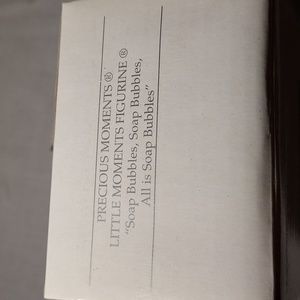 PRECIOUS MOMENTS ®
LITTLE MOMENTS FIGURINE ®
"Soap Bubbles, Soap Bubbles,
All is Soap Bubbles"